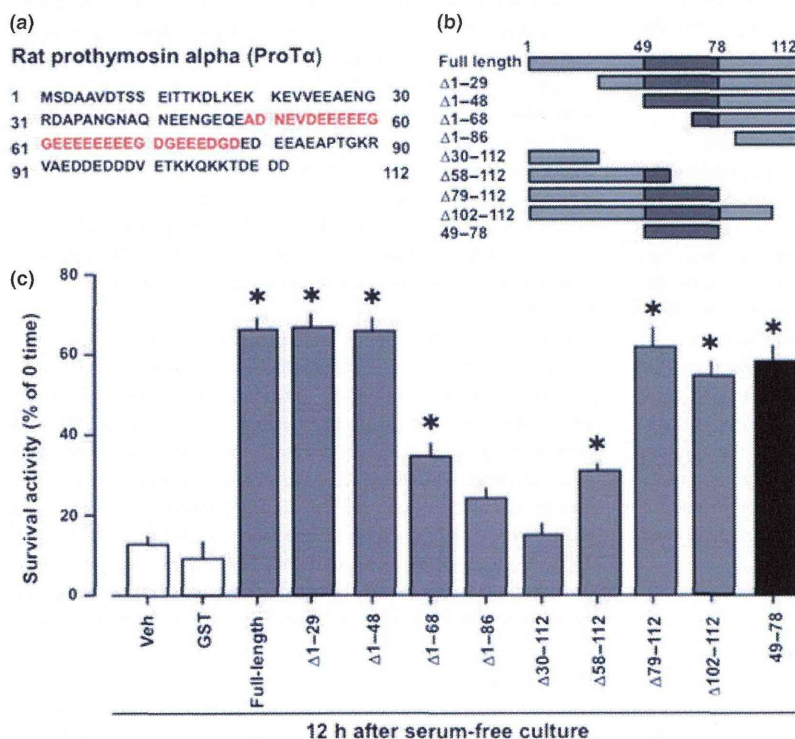 (a)
Rat prothymosin alpha (ProTα)
1 MSDAAVDTSS EITTKDLKEK KEVVEEAENG 30
31 RDAPANGNAQ NEENGEQEAD NEVDEEEEEG 60
61 GEEEEEEEEG DGEEEDGDED EEAEAPTGKR 90
91 VAEDDEDDDV ETKKQKKTDE DD 112
(b)
1 49 78 112
Full length
Δ1–29
Δ1–48
Δ1–68
Δ1–86
Δ30–112
Δ58–112
Δ79–112
Δ102–112
49–78
(c)
Survival activity (% of 0 time)
80
60
40
20
0
* * * * * * * *
Veh GST Full-length Δ1–29 Δ1–48 Δ1–68 Δ1–86 Δ30–112 Δ58–112 Δ79–112 Δ102–112 49–78
12 h after serum-free culture